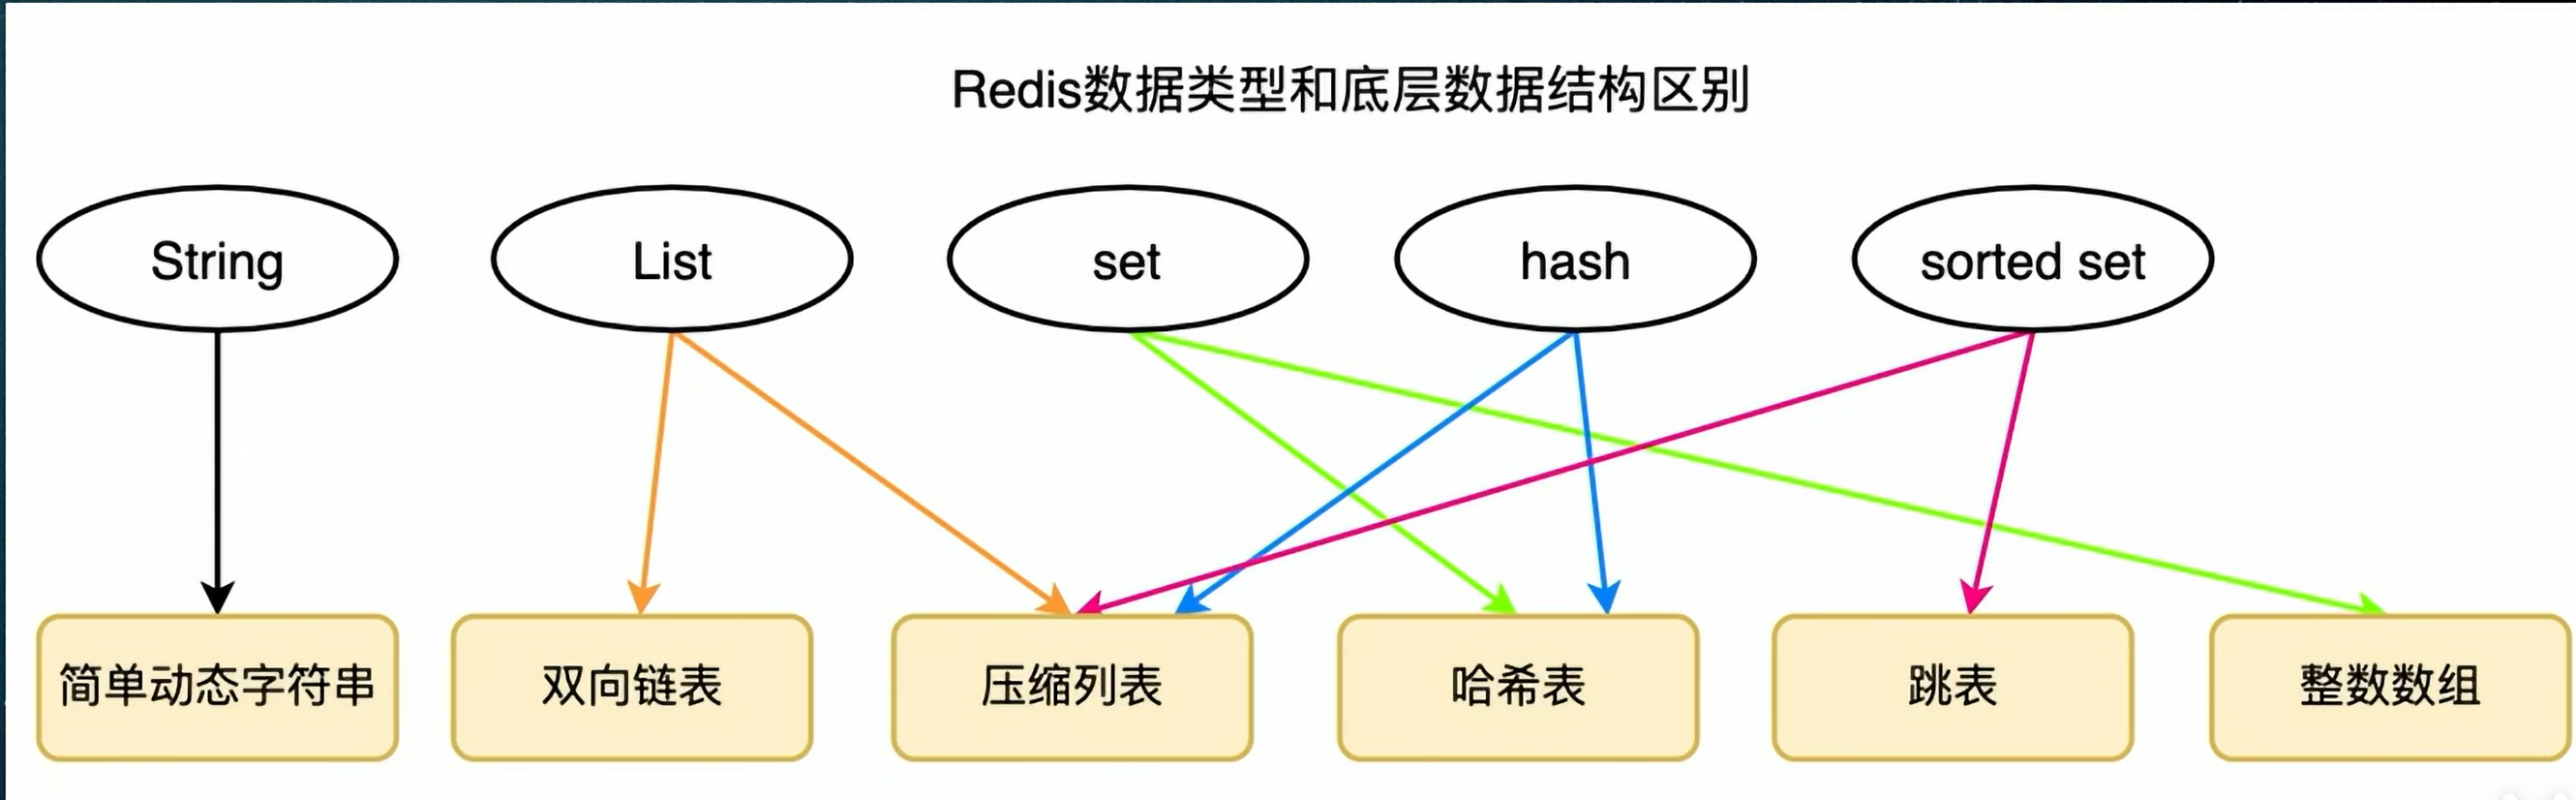 Redis数据类型和底层数据结构区别
String
List
set
hash
sorted set
简单动态字符串
双向链表
压缩列表
哈希表
跳表
整数数组